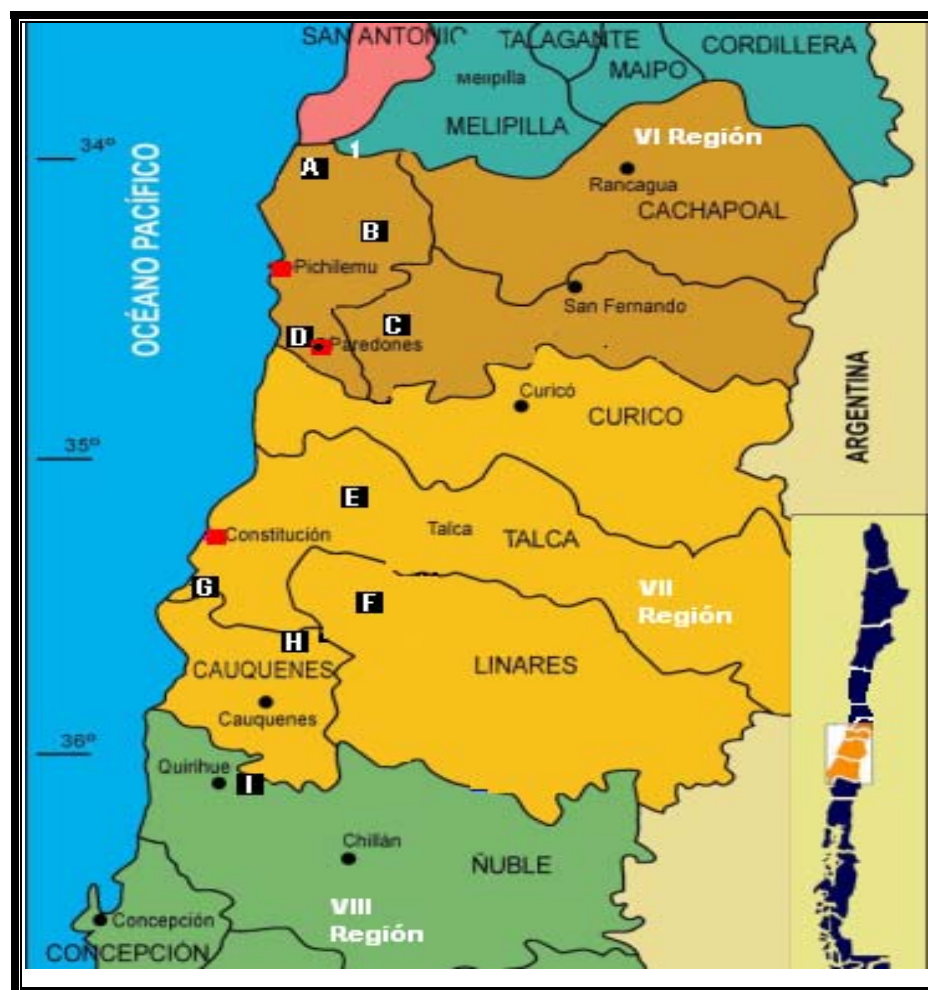 SAN ANTONIO
TALAGANTE
CORDILLERA
Melipilla
MAIPO
MELIPILLA
34º
OCÉANO PACÍFICO
1
VI Región
A
Rancagua
CACHAPOAL
B
Pichilemu
San Fernando
C
D
Paredones
Curicó
CURICO
ARGENTINA
35º
E
Constitución
Talca
TALCA
G
F
VII
Región
H
CAUQUENES
LINARES
Cauquenes
36º
Quirihue
I
Chillán
ÑUBLE
VIII
Región
Concepción
CONCEPCIÓN